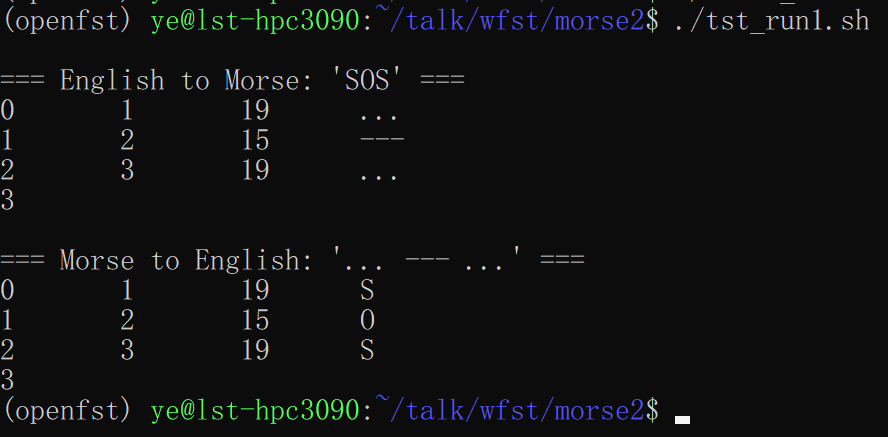 (openfst) ye@lst-hpc3090:~/talk/wfst/morse2$ ./tst_run1.sh
=== English to Morse: 'SOS' ===
0 1 19 ...
1 2 15 ---
2 3 19 ...
3
=== Morse to English: '... --- ...' ===
0 1 19 S
1 2 15 O
2 3 19 S
3
(openfst) ye@lst-hpc3090:~/talk/wfst/morse2$